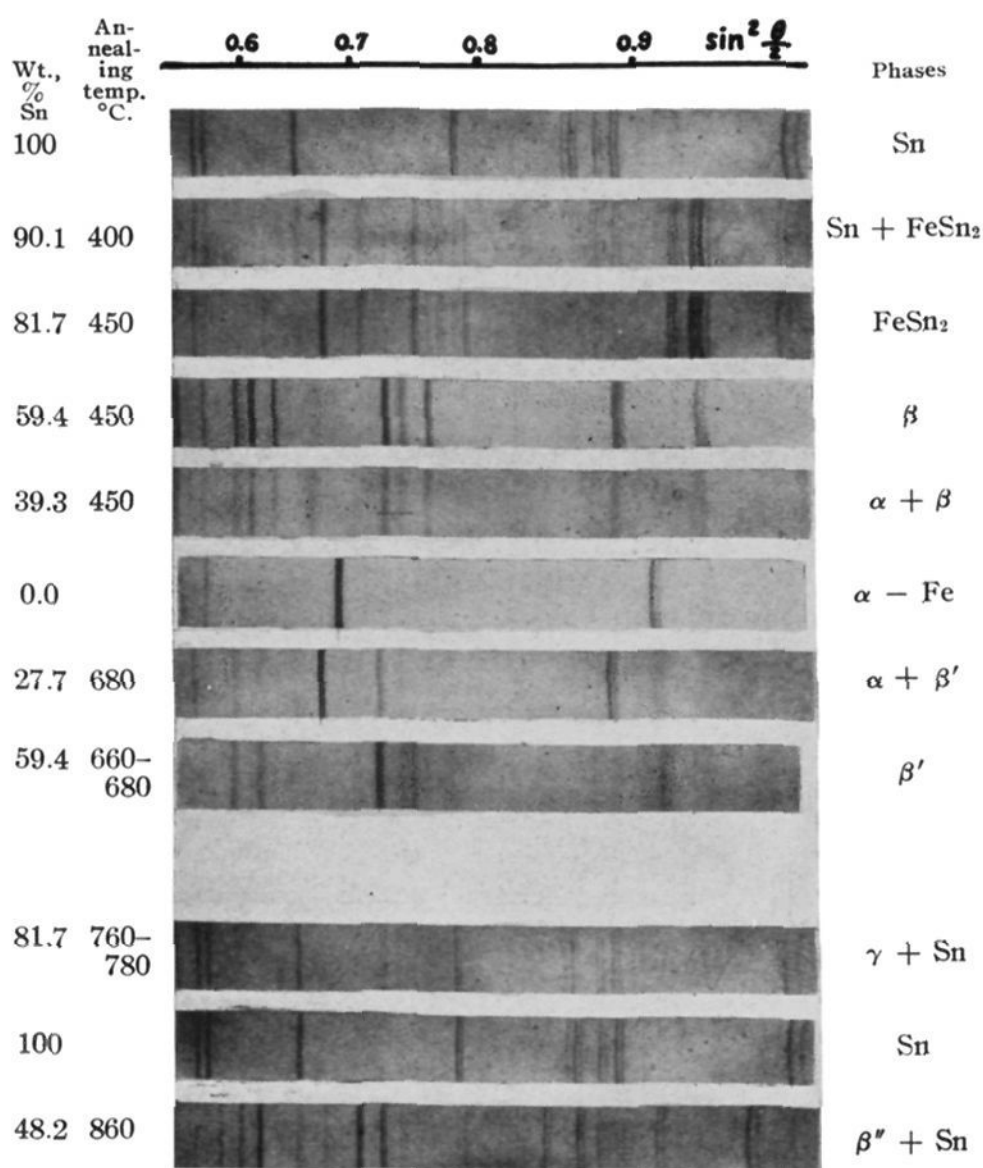 Wt.,
%
Sn
An-
neal-
ing
temp.
°C.
0.6 0.7 0.8 0.9 sin² θ/2
Phases
100 Sn
90.1 400 Sn + FeSn₂
81.7 450 FeSn₂
59.4 450 β
39.3 450 α + β
0.0 α − Fe
27.7 680 α + β′
59.4 660–
680 β′
81.7 760–
780 γ + Sn
100 Sn
48.2 860 β″ + Sn